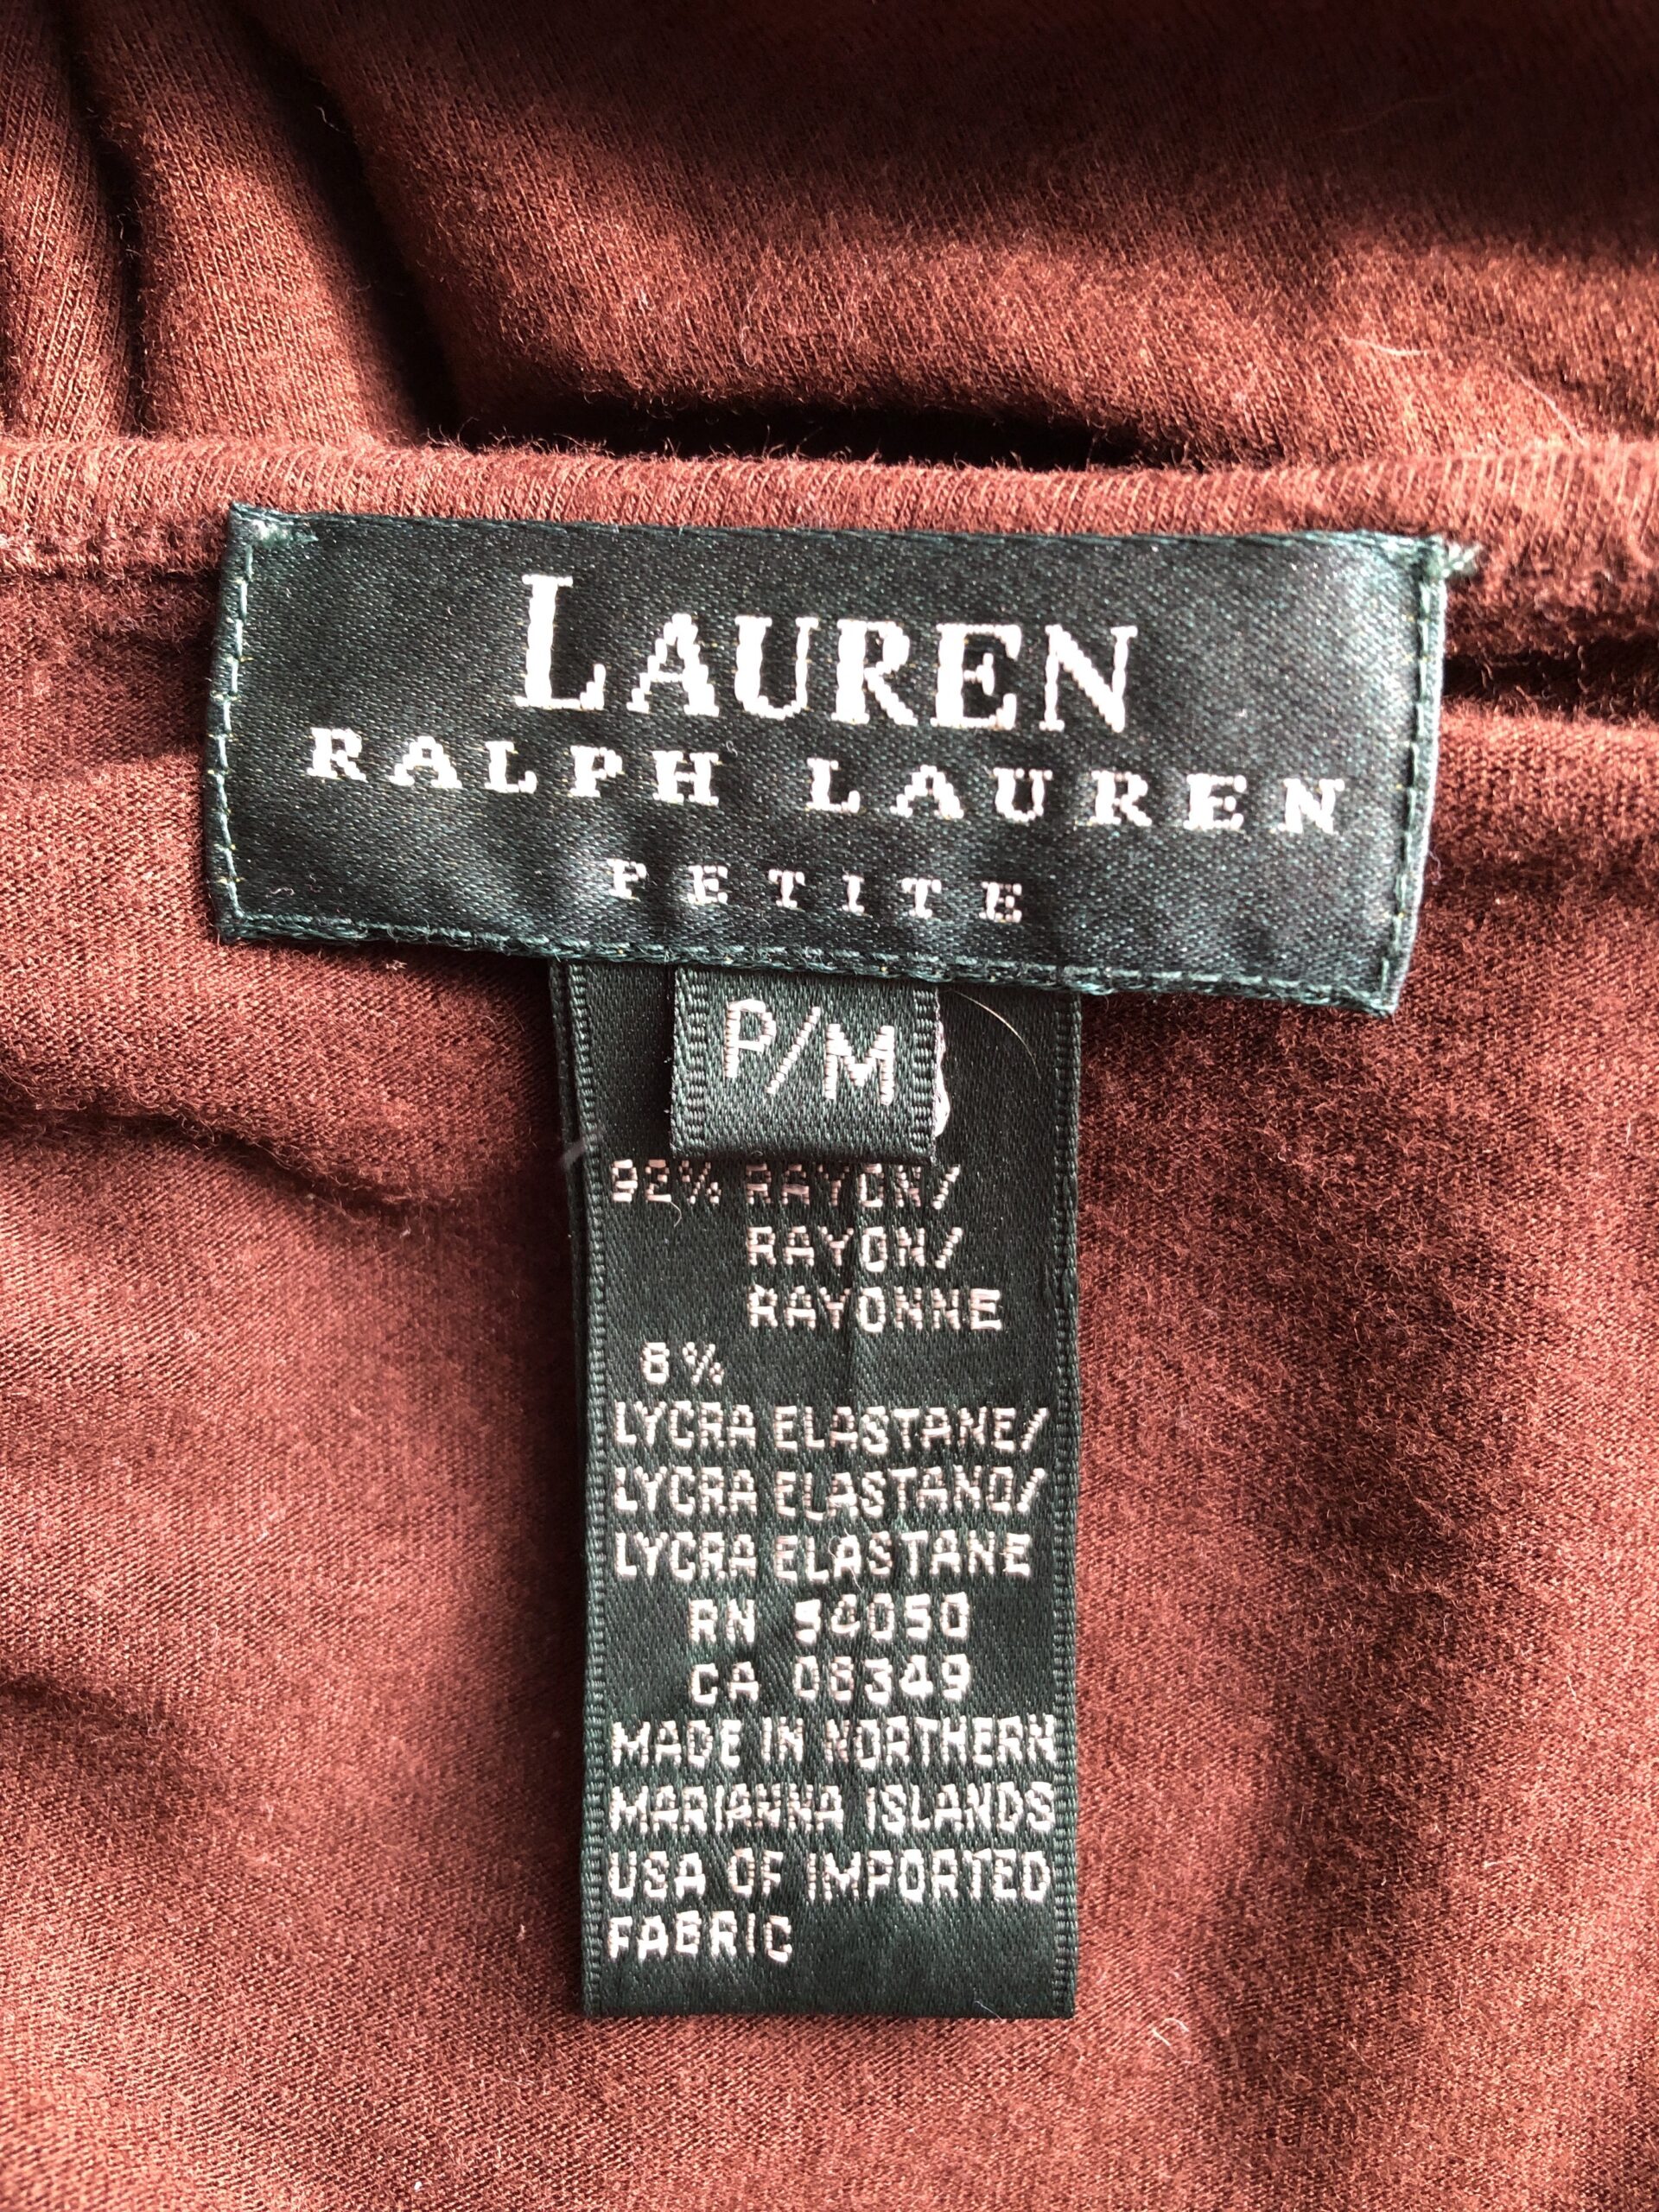 LAUREN
RALPH LAUREN
PETITE
P/M
92% RAYON/
RAYON/
RAYONNE
8%
LYCRA ELASTANE/
LYCRA ELASTANO/
LYCRA ELASTANE
RN 54050
CA 06349
MADE IN NORTHERN
MARIANNA ISLANDS
USA OF IMPORTED
FABRIC